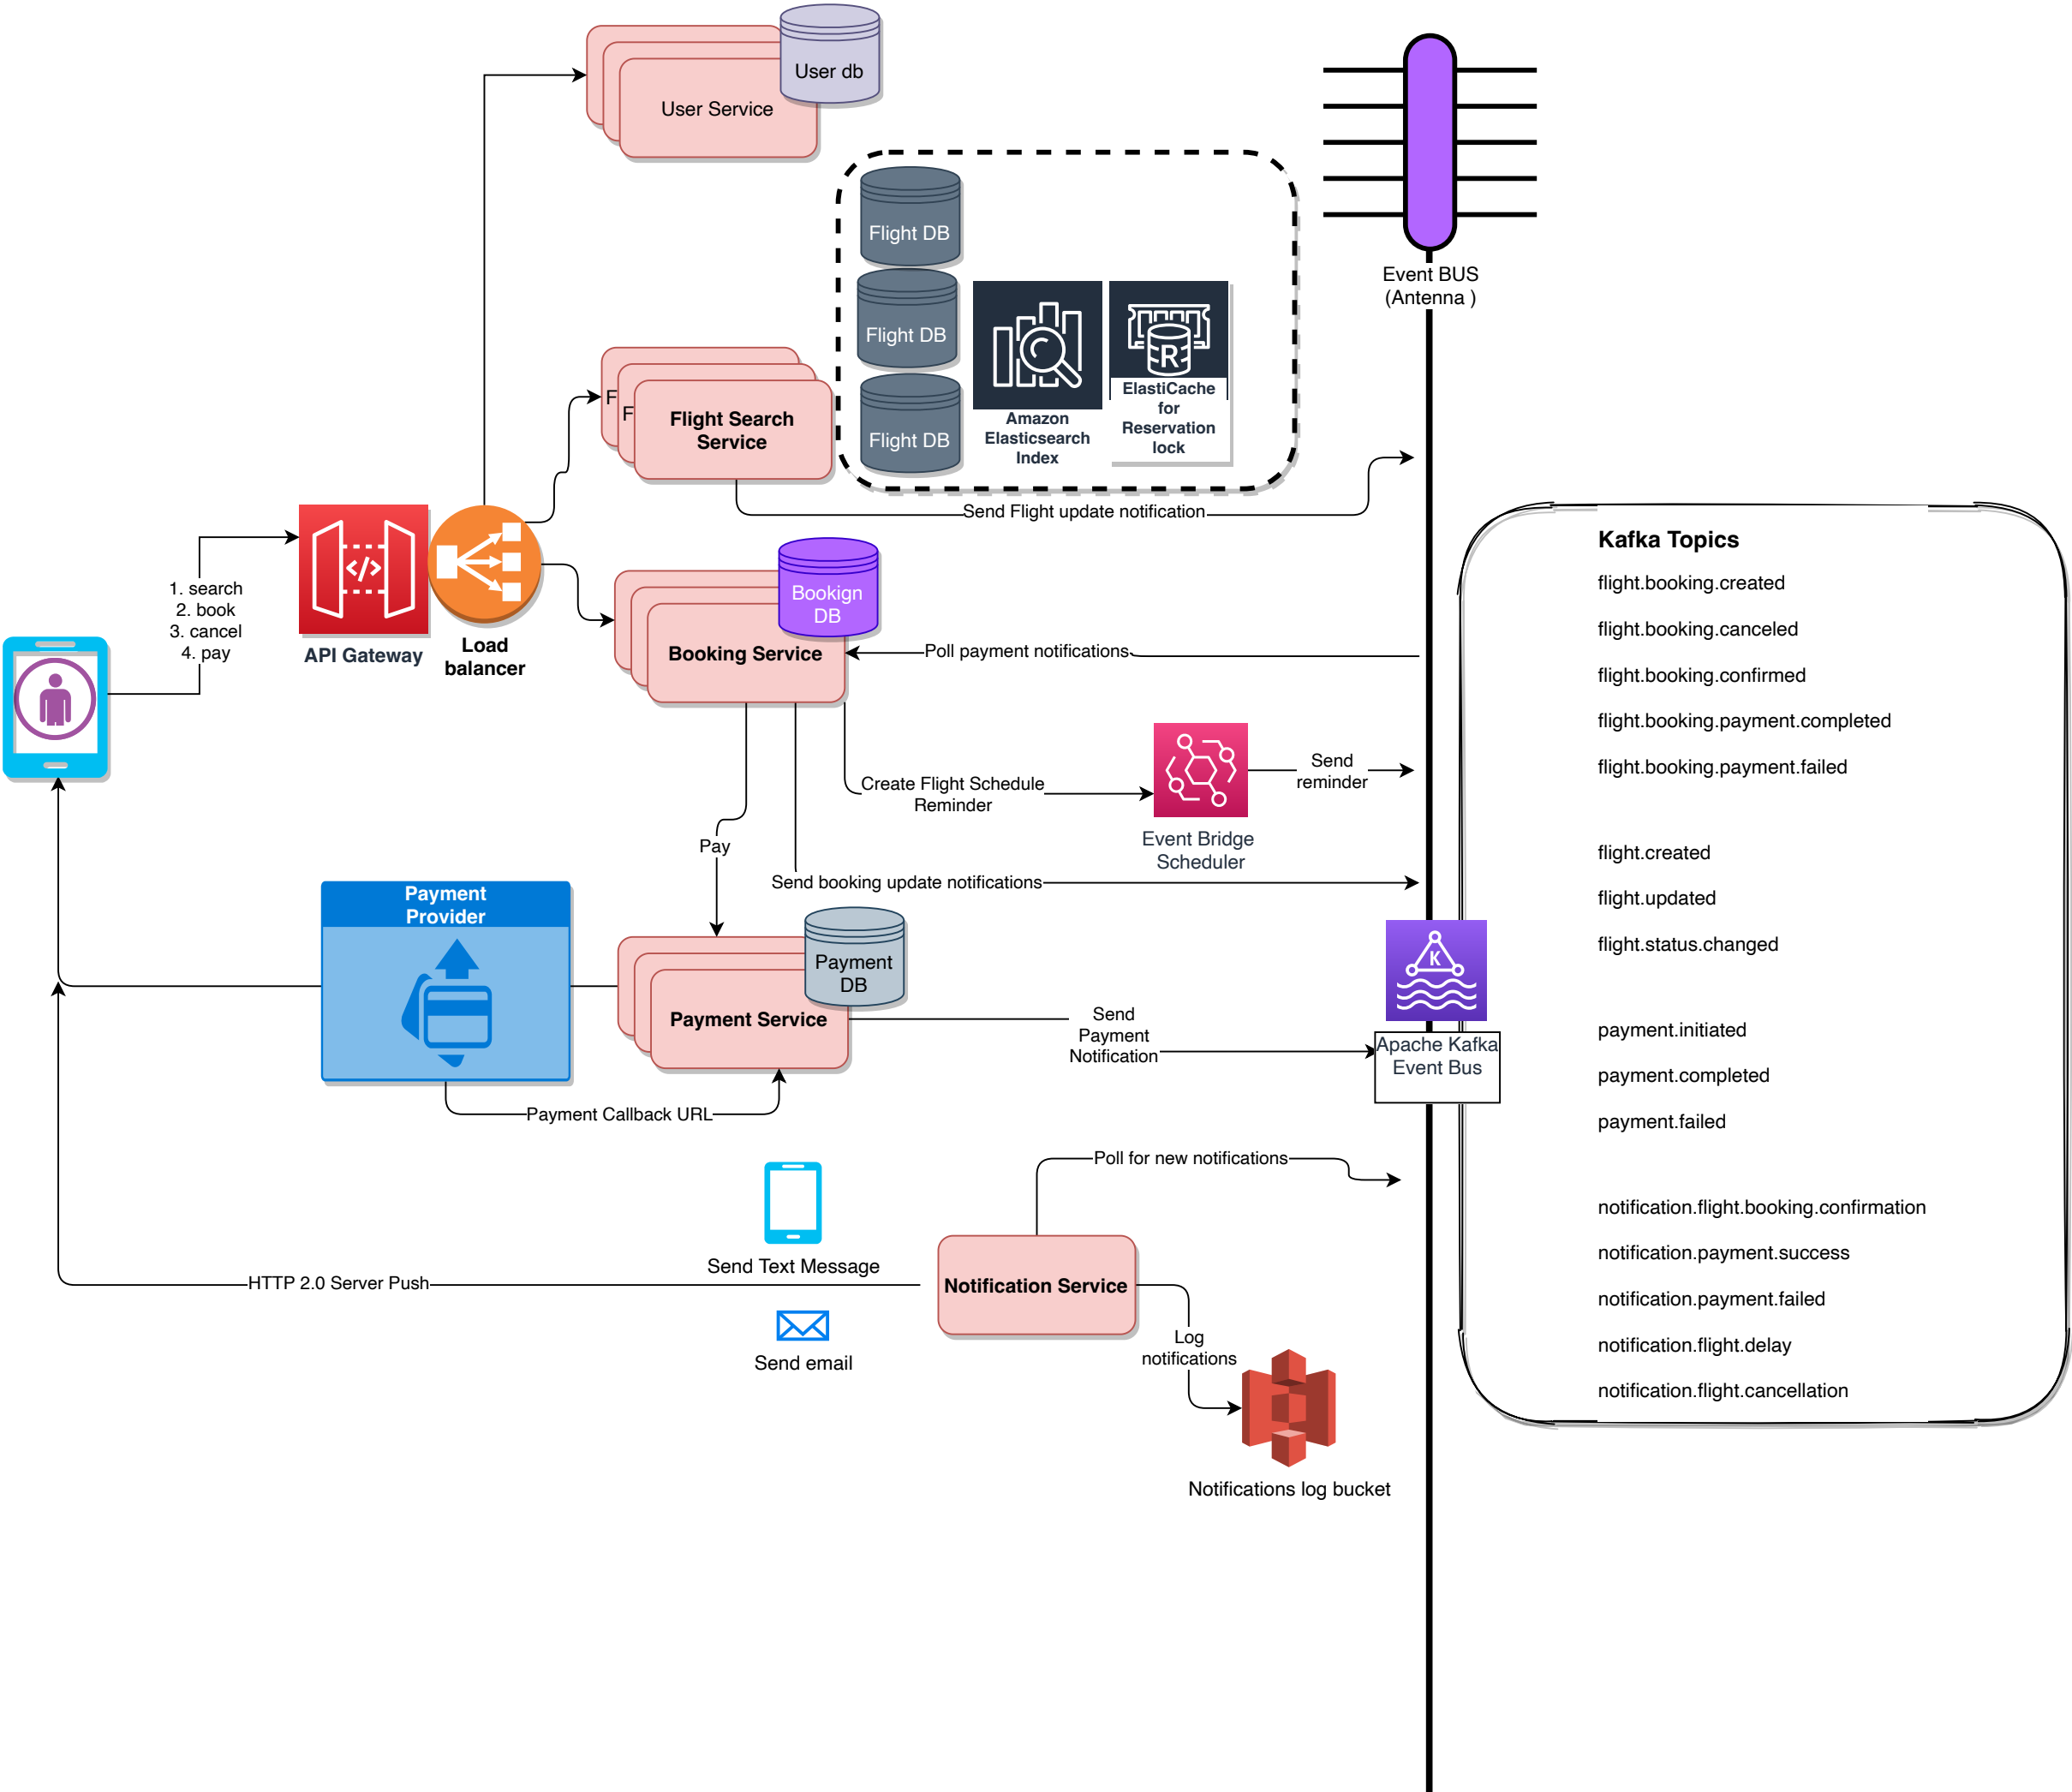 User db
User Service
Flight DB
Flight DB
Flight DB
Amazon
Elasticsearch
Index
ElastiCache
for
Reservation
lock
Event BUS
(Antenna )
F
F
Flight Search
Service
Send Flight update notification
1. search
2. book
3. cancel
4. pay
API Gateway
Load
balancer
Bookign
DB
Booking Service
Poll payment notifications
Create Flight Schedule
Reminder
Send
reminder
Event Bridge
Scheduler
Pay
Send booking update notifications
Payment
Provider
Payment
DB
Payment Service
Send
Payment
Notification
K
Apache Kafka
Event Bus
Payment Callback URL
Poll for new notifications
Send Text Message
HTTP 2.0 Server Push
Notification Service
Send email
Log
notifications
Notifications log bucket
Kafka Topics
flight.booking.created
flight.booking.canceled
flight.booking.confirmed
flight.booking.payment.completed
flight.booking.payment.failed
flight.created
flight.updated
flight.status.changed
payment.initiated
payment.completed
payment.failed
notification.flight.booking.confirmation
notification.payment.success
notification.payment.failed
notification.flight.delay
notification.flight.cancellation
R